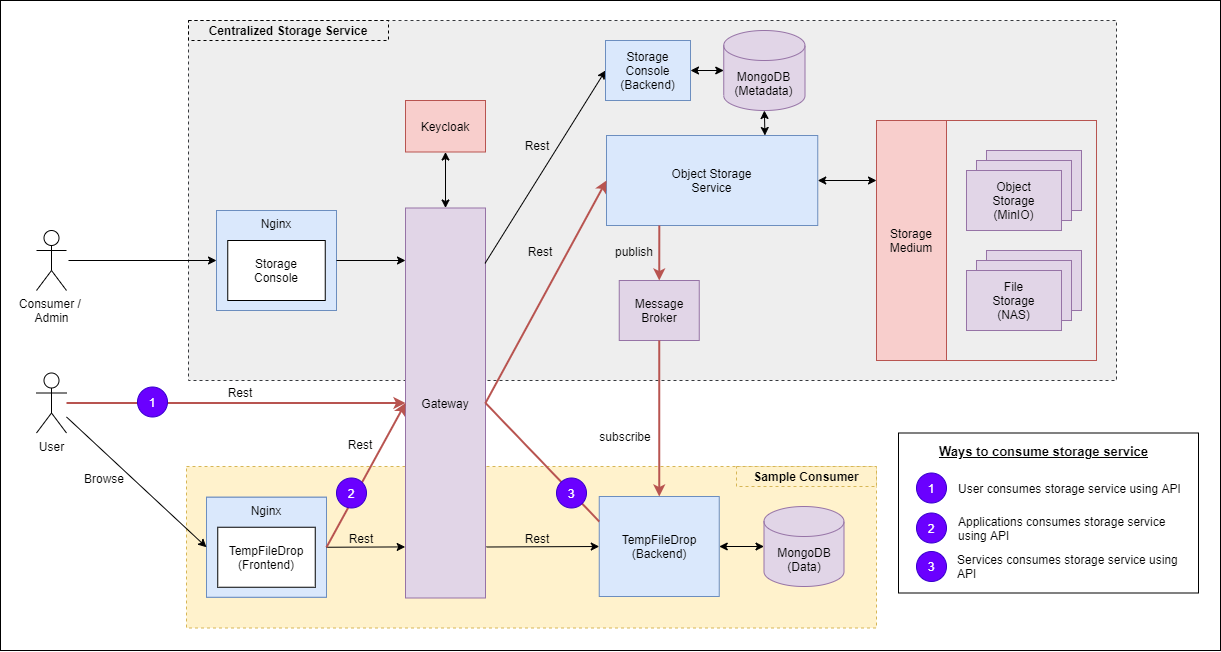 Centralized Storage Service
Storage
Console
(Backend)
MongoDB
(Metadata)
Keycloak
Rest
Object Storage
Service
Object
Storage
(MinIO)
Nginx
Storage
Console
Rest
publish
Storage
Medium
File
Storage
(NAS)
Consumer /
Admin
Message
Broker
Rest
1
Gateway
User
Rest
subscribe
Browse
Sample Consumer
2
3
Nginx
TempFileDrop
(Frontend)
Rest
Rest
TempFileDrop
(Backend)
MongoDB
(Data)
Ways to consume storage service
1
User consumes storage service using API
2
Applications consumes storage service
using API
3
Services consumes storage service using
API